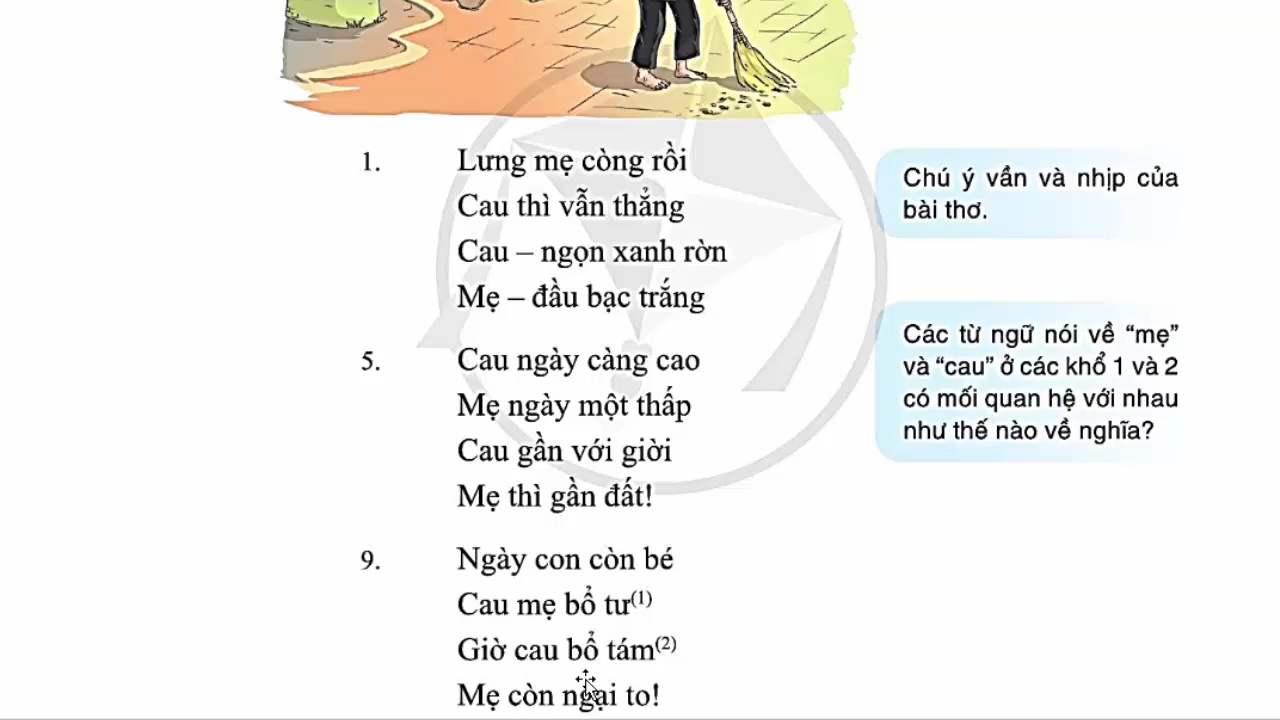 1. Lưng mẹ còng rồi
Cau thì vẫn thẳng
Cau – ngọn xanh rờn
Mẹ – đầu bạc trắng
5. Cau ngày càng cao
Mẹ ngày một thấp
Cau gần với giời
Mẹ thì gần đất!
9. Ngày con còn bé
Cau mẹ bổ tư(1)
Giờ cau bổ tám(2)
Mẹ còn ngại to!
Chú ý vần và nhịp của
bài thơ.
Các từ ngữ nói về “mẹ”
và “cau” ở các khổ 1 và 2
có mối quan hệ với nhau
như thế nào về nghĩa?